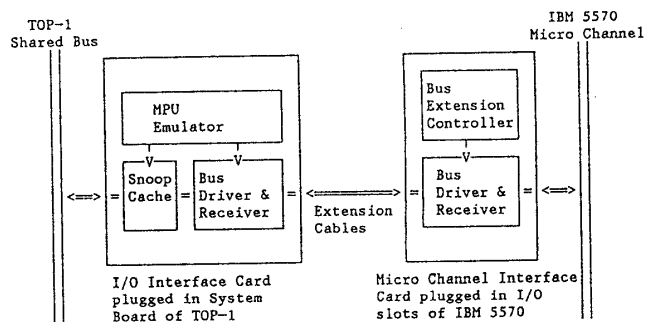 TOP-1
Shared Bus
IBM 5570
Micro Channel
MPU
Emulator
Snoop
Cache
Bus
Driver &
Receiver
Extension
Cables
Bus
Extension
Controller
Bus
Driver &
Receiver
I/O Interface Card
plugged in System
Board of TOP-1
Micro Channel Interface
Card plugged in I/O
slots of IBM 5570